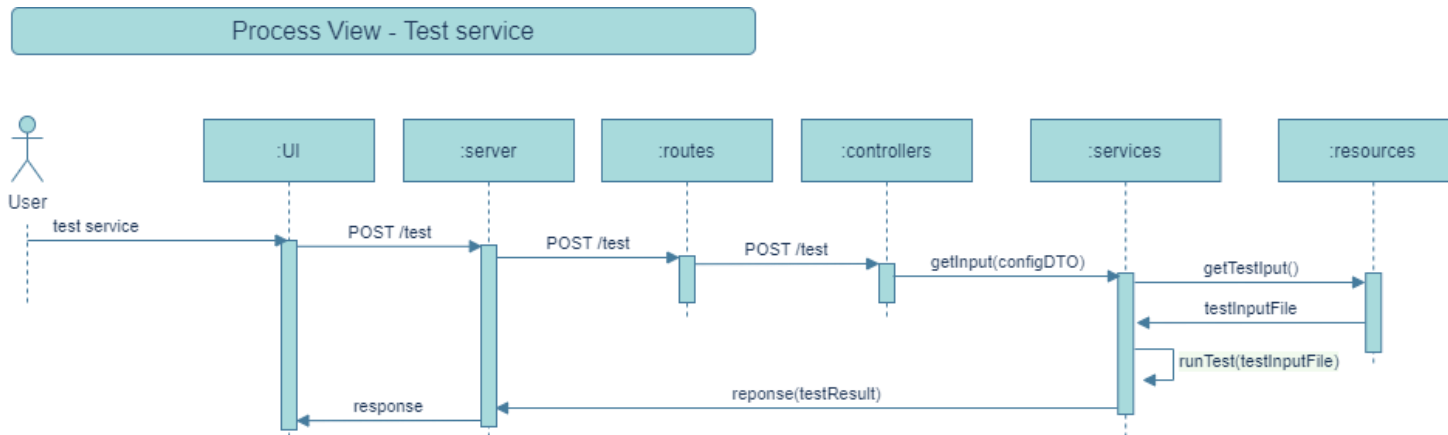 Process View - Test service
:UI
:server
:routes
:controllers
:services
:resources
User
test service
POST /test
POST /test
POST /test
getInput(configDTO)
getTestIput()
testInputFile
runTest(testInputFile)
reponse(testResult)
response